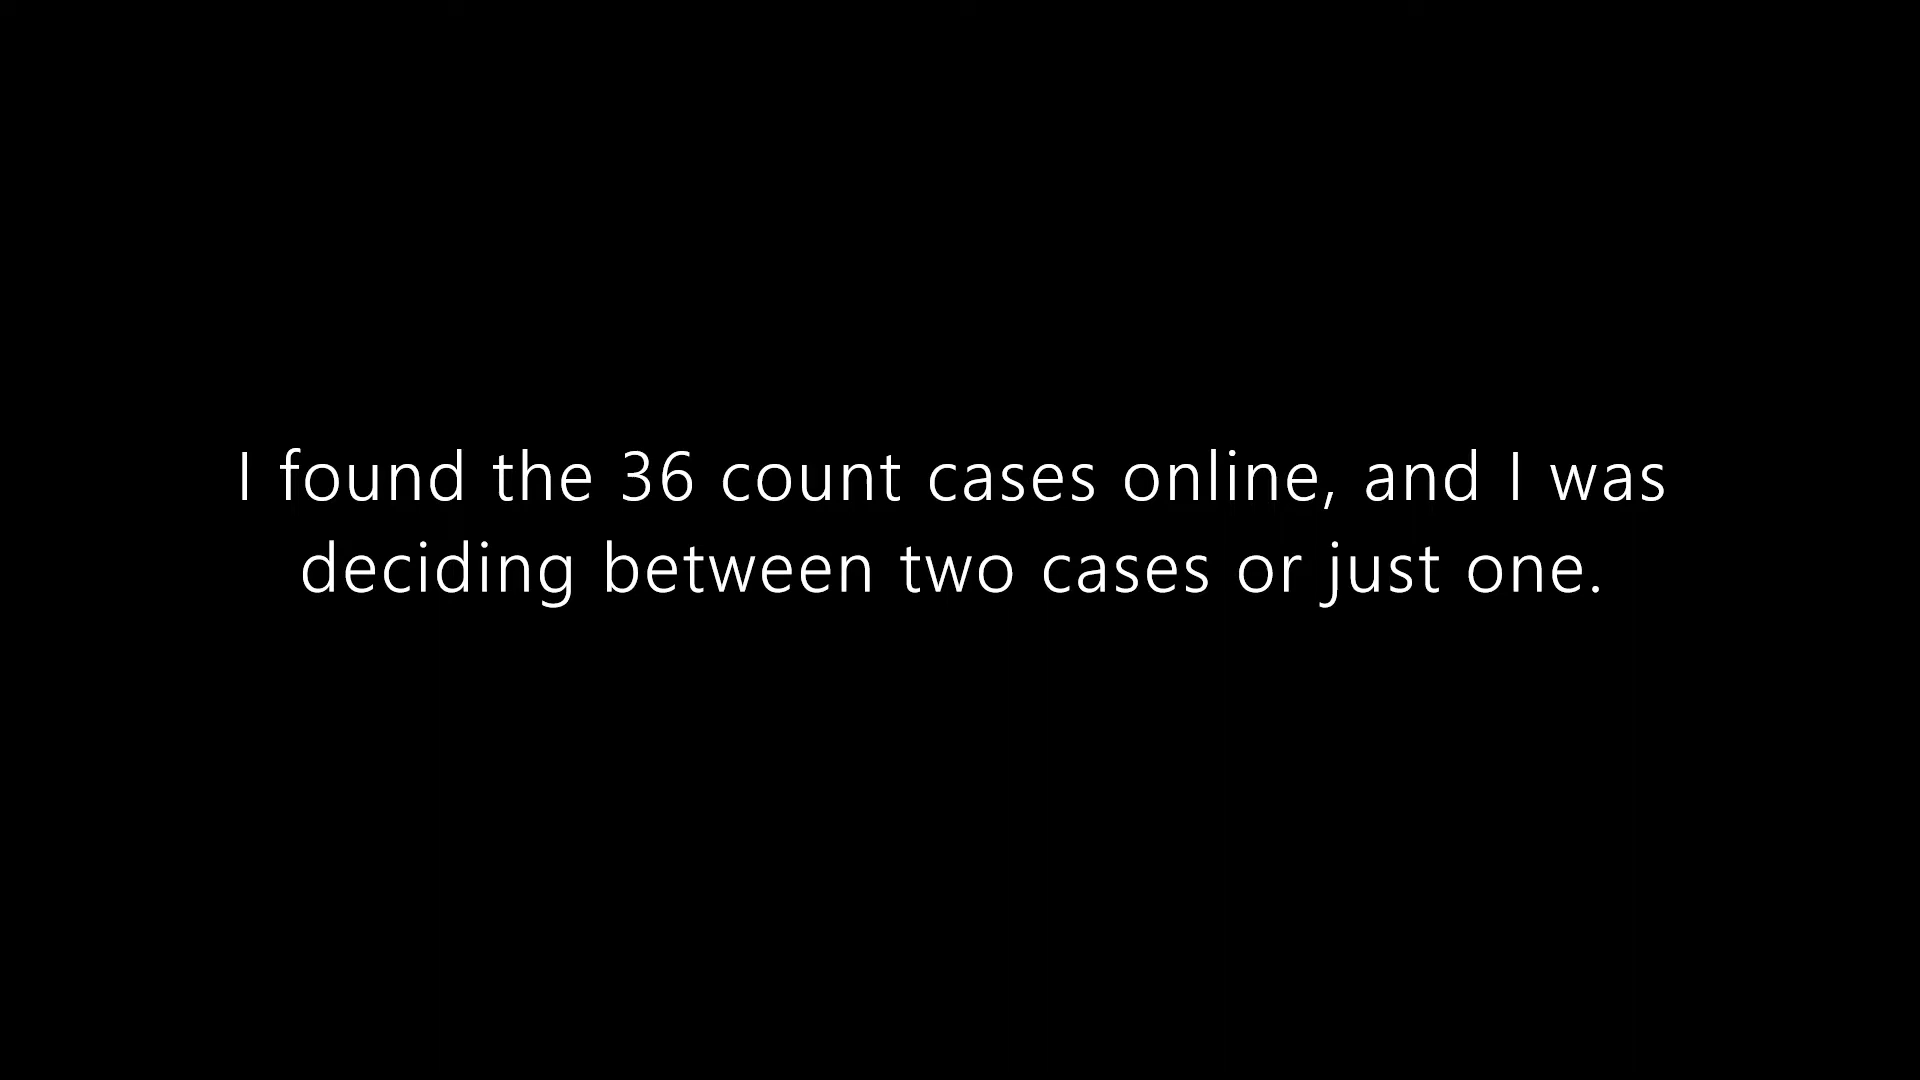 I found the 36 count cases online, and I was
deciding between two cases or just one.